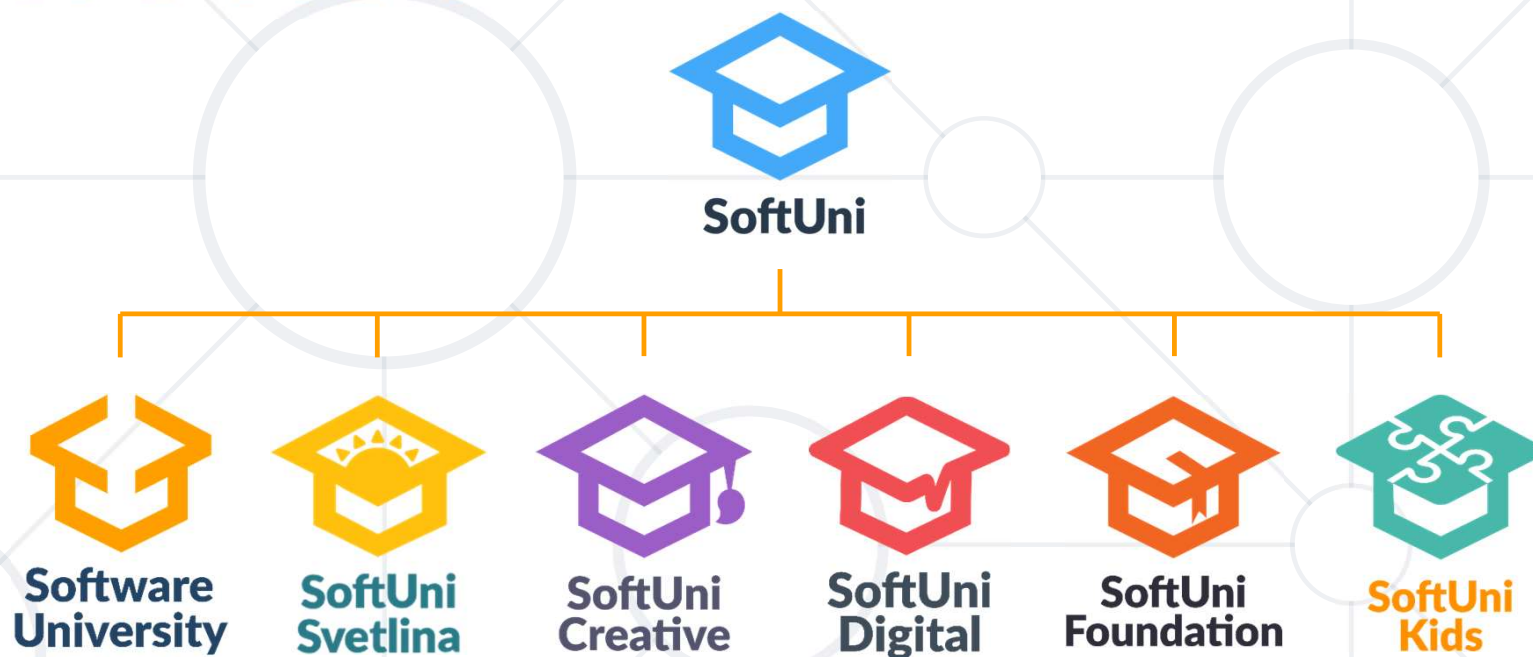 SoftUni
Software
University
SoftUni
Svetlina
SoftUni
Creative
SoftUni
Digital
SoftUni
Foundation
SoftUni
Kids